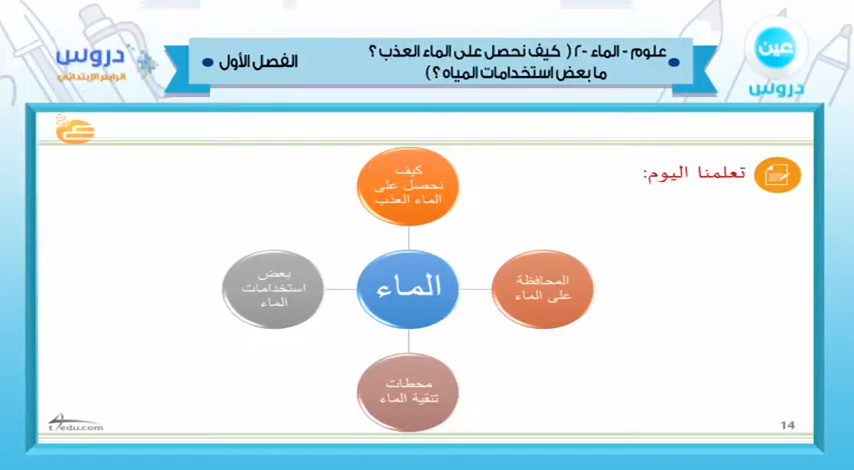 علوم - الماء -٢ ( كيف نحصل على الماء العذب ؟
ما بعض استخدامات المياه ؟)
الفصل الأول
عين
دروس
دروس
الرابع الإبتدائي
تعلمنا اليوم:
كيف
نحصل على
الماء العذب
المحافظة
على الماء
الماء
بعض
استخدامات
الماء
محطات
تنقية الماء
t4edu.com
14